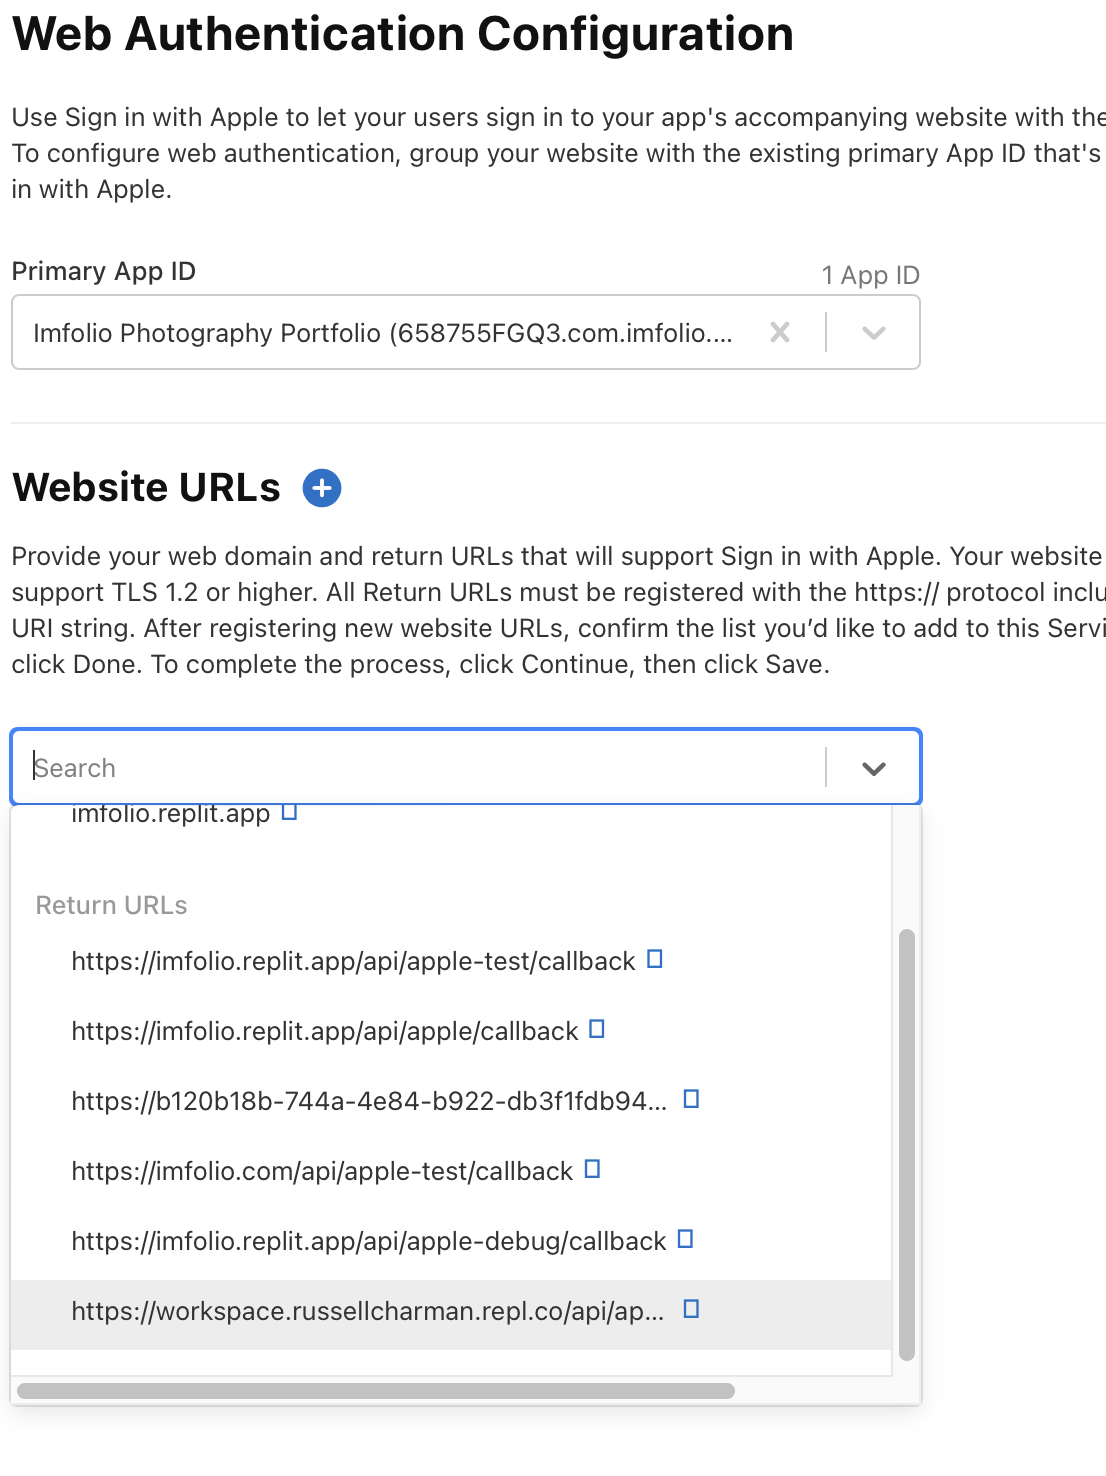 Web Authentication Configuration
Use Sign in with Apple to let your users sign in to your app's accompanying website with the
To configure web authentication, group your website with the existing primary App ID that's
in with Apple.
Primary App ID
1 App ID
Imfolio Photography Portfolio (658755FGQ3.com.imfolio....
Website URLs
Provide your web domain and return URLs that will support Sign in with Apple. Your website
support TLS 1.2 or higher. All Return URLs must be registered with the https:// protocol inclu
URI string. After registering new website URLs, confirm the list you’d like to add to this Servi
click Done. To complete the process, click Continue, then click Save.
Search
imfolio.replit.app
Return URLs
https://imfolio.replit.app/api/apple-test/callback
https://imfolio.replit.app/api/apple/callback
https://b120b18b-744a-4e84-b922-db3f1fdb94...
https://imfolio.com/api/apple-test/callback
https://imfolio.replit.app/api/apple-debug/callback
https://workspace.russellcharman.repl.co/api/ap...